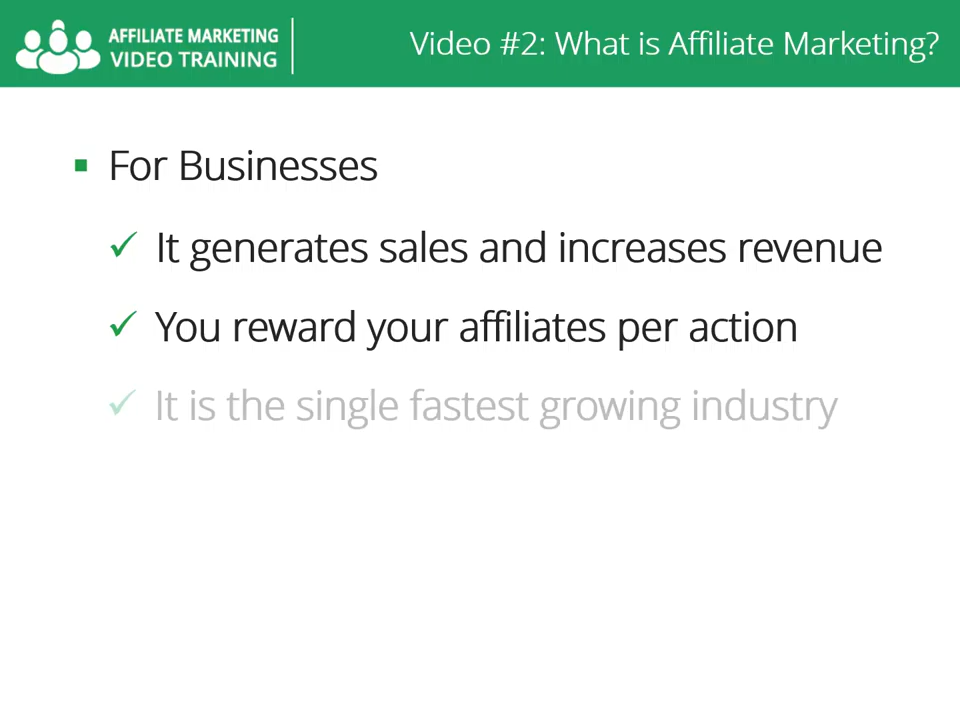 AFFILIATE MARKETING
VIDEO TRAINING
Video #2: What is Affiliate Marketing?
For Businesses
It generates sales and increases revenue
You reward your affiliates per action
It is the single fastest growing industry